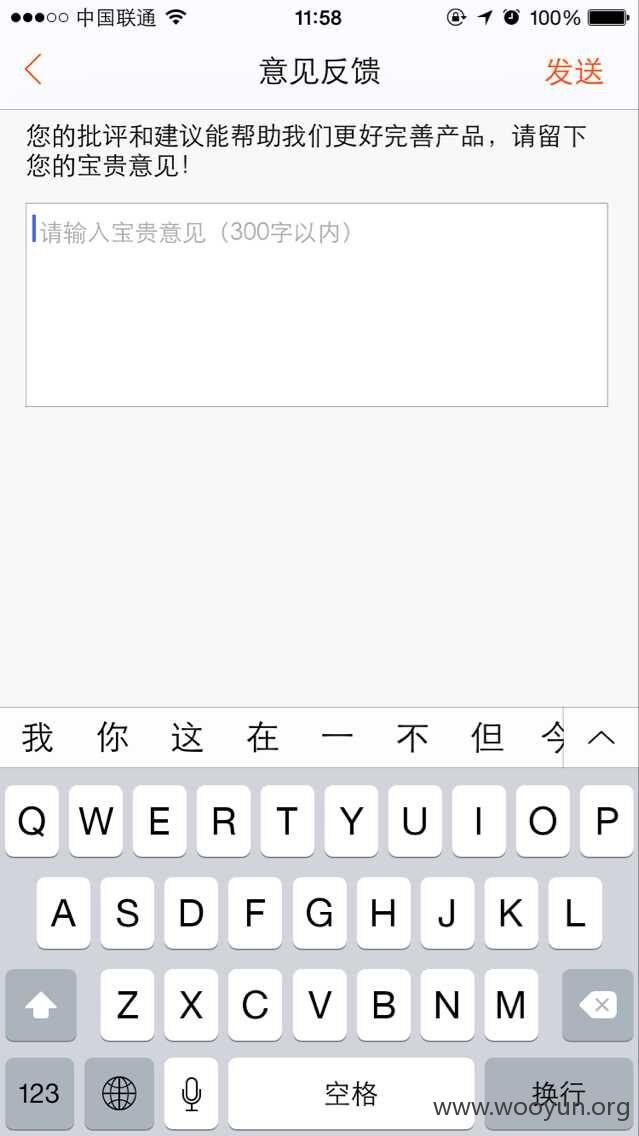 中国联通 11:58 100%
意见反馈 发送
您的批评和建议能帮助我们更好完善产品，请留下
您的宝贵意见！
请输入宝贵意见（300字以内）
我 你 这 在 一 不 但 今
Q W E R T Y U I O P
A S D F G H J K L
Z X C V B N M
123 空格 换行
www.wooyun.org